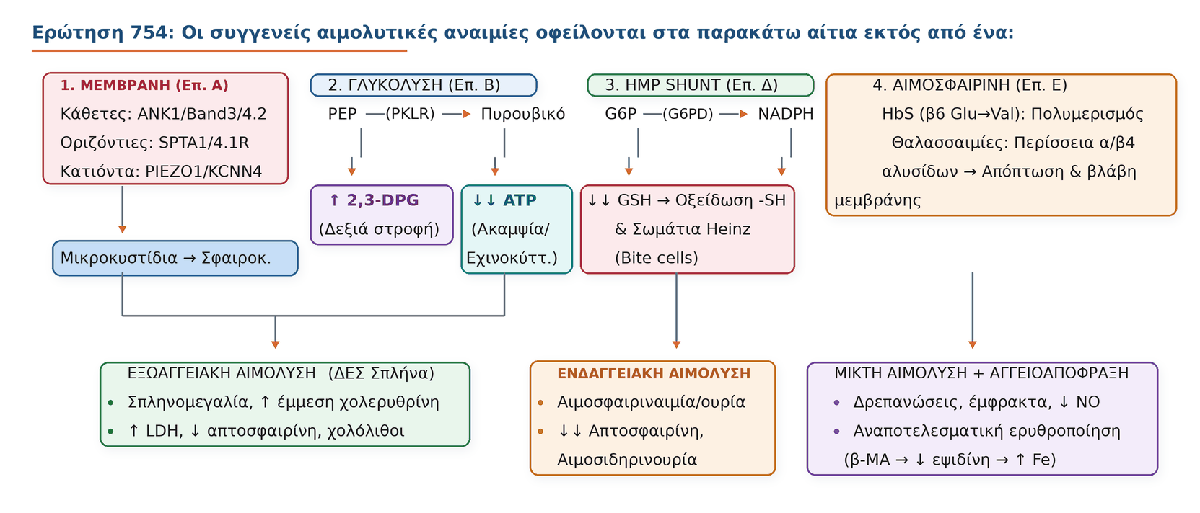 Ερώτηση 754: Οι συγγενείς αιμολυτικές αναιμίες οφείλονται στα παρακάτω αίτια εκτός από ένα:
1. ΜΕΜΒΡΑΝΗ (Επ. Α)
Κάθετες: ANK1/Band3/4.2
Οριζόντιες: SPTA1/4.1R
Κατιόντα: PIEZO1/KCNN4
Μικροκυστίδια → Σφαιροκ.
2. ΓΛΥΚΟΛΥΣΗ (Επ. Β)
PEP —(PKLR) → Πυρουβικό
↑ 2,3-DPG
(Δεξιά στροφή)
↓↓ ATP
(Ακαμψία/
Εχινοκύττ.)
3. HMP SHUNT (Επ. Δ)
G6P —(G6PD) → NADPH
↓↓ GSH → Οξείδωση -SH
& Σωμάτια Heinz
(Bite cells)
4. ΑΙΜΟΣΦΑΙΡΙΝΗ (Επ. Ε)
HbS (β6 Glu→Val): Πολυμερισμός
Θαλασσαιμίες: Περίσσεια α/β4
αλυσίδων → Απόπτωση & βλάβη
μεμβράνης
ΕΞΩΑΓΓΕΙΑΚΗ ΑΙΜΟΛΥΣΗ (ΔΕΣ Σπλήνα)
• Σπληνομεγαλία, ↑ έμμεση χολερυθρίνη
• ↑ LDH, ↓ απτοσφαιρίνη, χολόλιθοι
ΕΝΔΑΓΓΕΙΑΚΗ ΑΙΜΟΛΥΣΗ
• Αιμοσφαιριναιμία/ουρία
• ↓↓ Απτοσφαιρίνη,
Αιμοσιδηρινουρία
ΜΙΚΤΗ ΑΙΜΟΛΥΣΗ + ΑΓΓΕΙΟΑΠΟΦΡΑΞΗ
• Δρεπανώσεις, έμφρακτα, ↓ NO
• Αναποτελεσματική ερυθροποίηση
(β-ΜΑ → ↓ εψιδίνη → ↑ Fe)